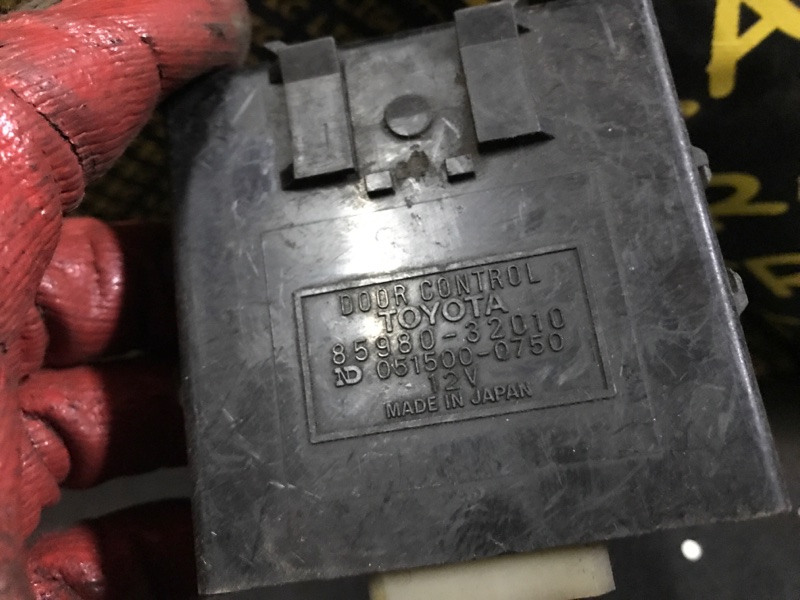 DOOR CONTROL
TOYOTA
85980-32010
ND 051500-0750
12V
MADE IN JAPAN